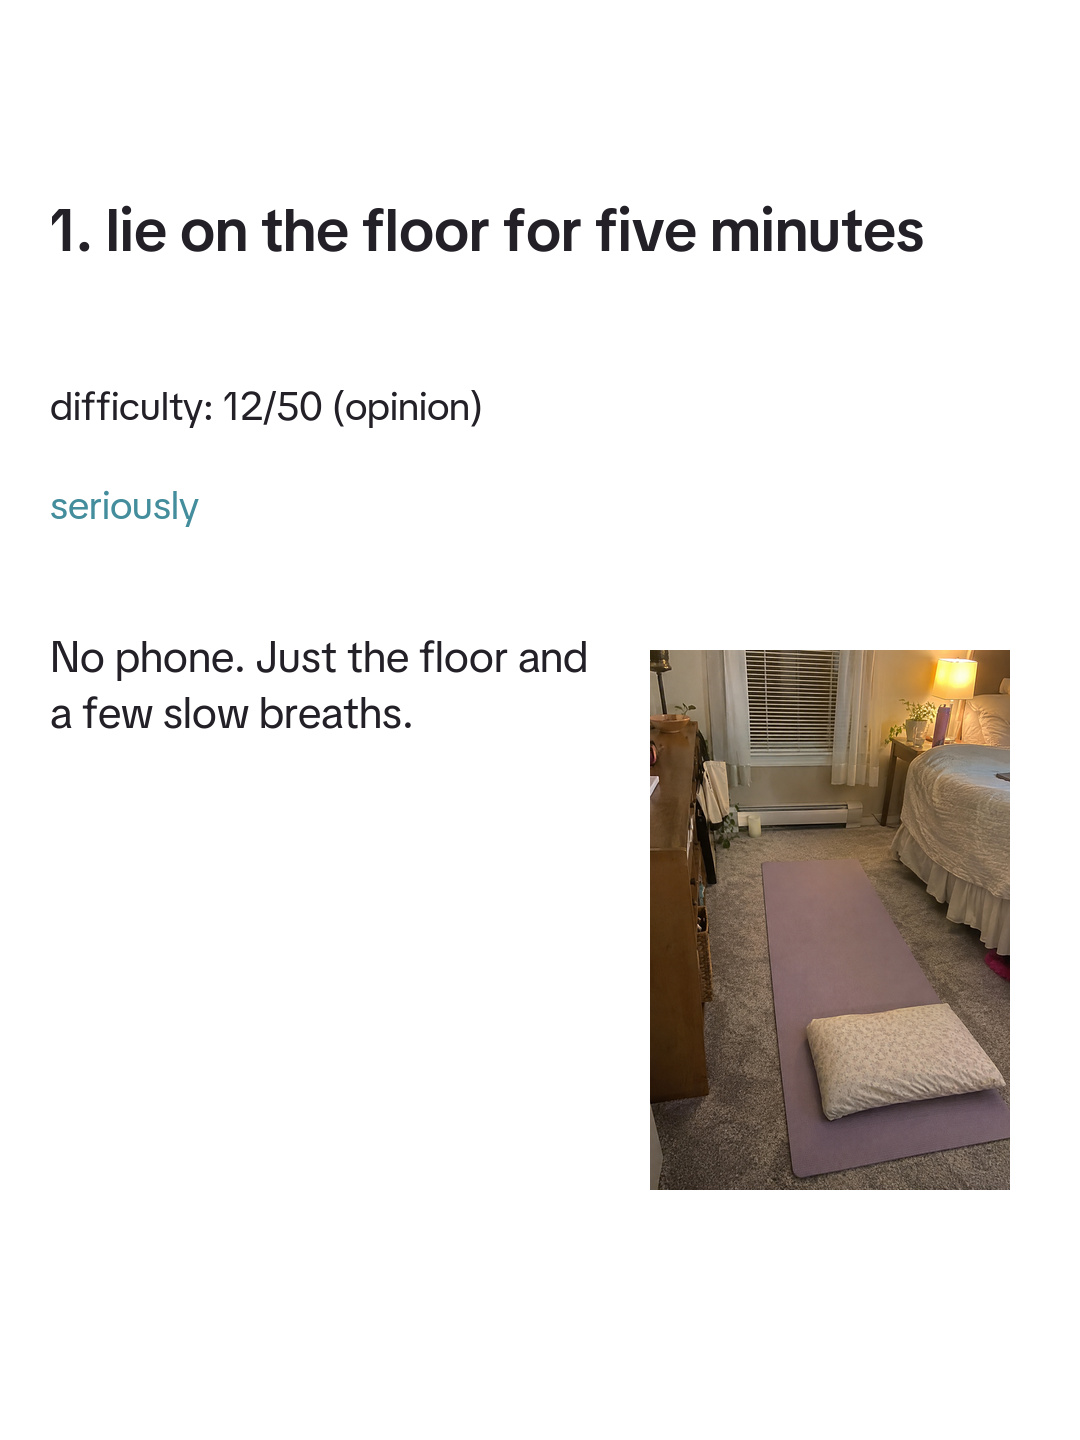 1. lie on the floor for five minutes
difficulty: 12/50 (opinion)
seriously
No phone. Just the floor and
a few slow breaths.